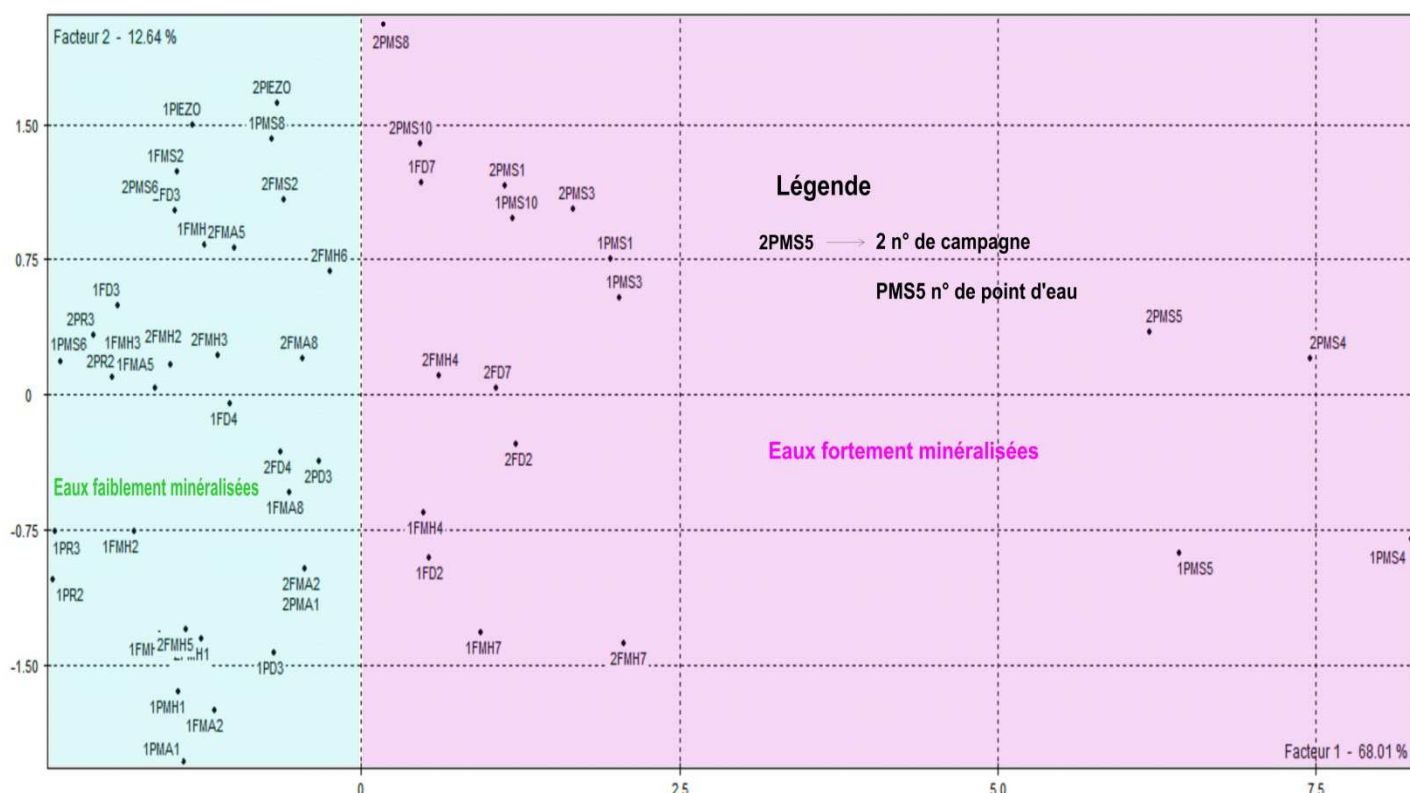 Facteur 2 - 12.64 %
2PMS8
2PIEZO
1PIEZO
1.50
1PMS8
2PMS10
1FMS2
2PMS6
2FMS2
1FD7
2PMS1
2PMS3
Légende
1PMS10
1FMH
2FMA5
2PMS5 → 2 n° de campagne
1PMS1
0.75
2FMH6
1PMS3
PMS5 n° de point d'eau
1FD3
2PR3
2PMS5
1PMS6
1FMH3
2FMH2
2FMH3
2FMA8
2PMS4
2PR2
1FMA5
2FMH4
2FD7
0
1FD4
2FD4
2PD3
2FD2
Eaux fortement minéralisées
Eaux faiblement minéralisées
1FMA8
-0.75
1PR3
1FMH2
1FMH4
1PMS4
1FD2
1PMS5
1PR2
2FMA2
2PMA1
1FMH
2FMH5
1FMH7
2FMH7
-1.50
1PD3
1PMH1
1FMA2
1PMA1
Facteur 1 - 68.01 %
0
2.5
5.0
7.5